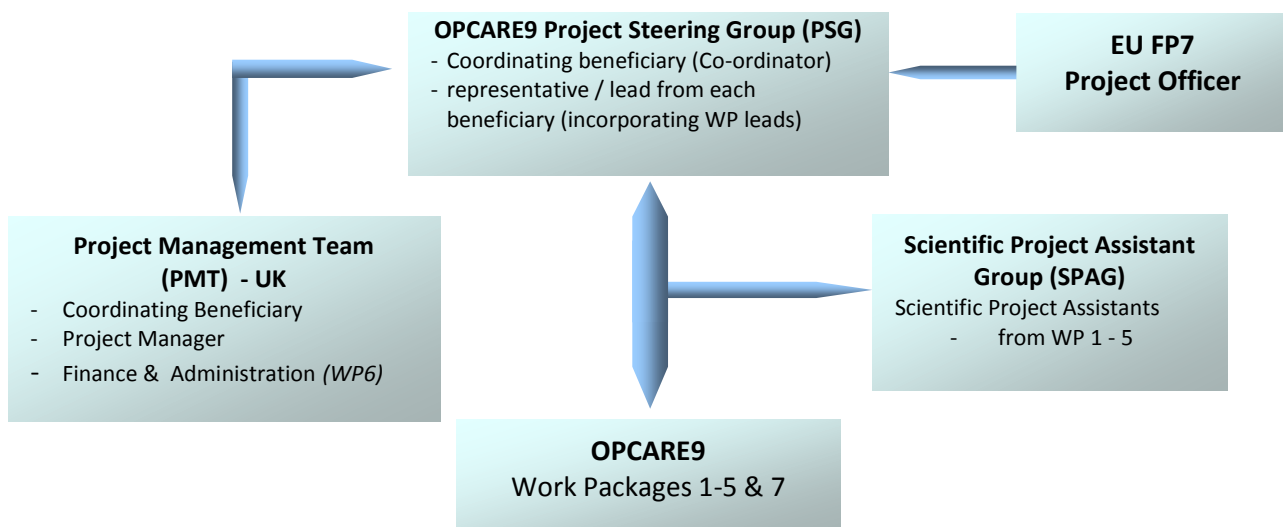 OPCARE9 Project Steering Group (PSG)
- Coordinating beneficiary (Co-ordinator)
- representative / lead from each
beneficiary (incorporating WP leads)
EU FP7
Project Officer
Project Management Team
(PMT) - UK
- Coordinating Beneficiary
- Project Manager
- Finance & Administration (WP6)
Scientific Project Assistant
Group (SPAG)
Scientific Project Assistants
- from WP 1 - 5
OPCARE9
Work Packages 1-5 & 7